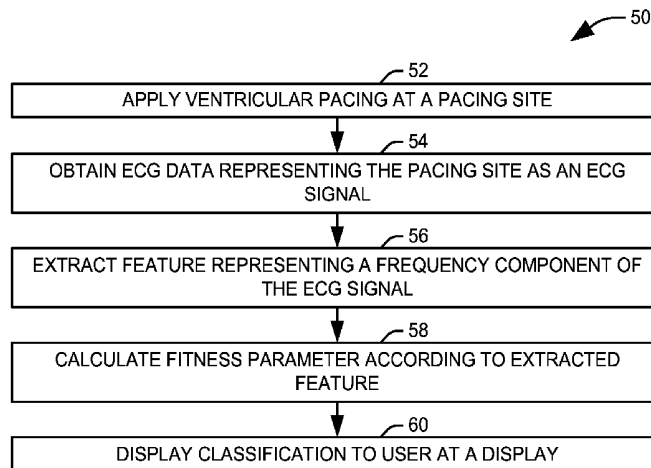 50
52
APPLY VENTRICULAR PACING AT A PACING SITE
54
OBTAIN ECG DATA REPRESENTING THE PACING SITE AS AN ECG
SIGNAL
56
EXTRACT FEATURE REPRESENTING A FREQUENCY COMPONENT OF
THE ECG SIGNAL
58
CALCULATE FITNESS PARAMETER ACCORDING TO EXTRACTED
FEATURE
60
DISPLAY CLASSIFICATION TO USER AT A DISPLAY